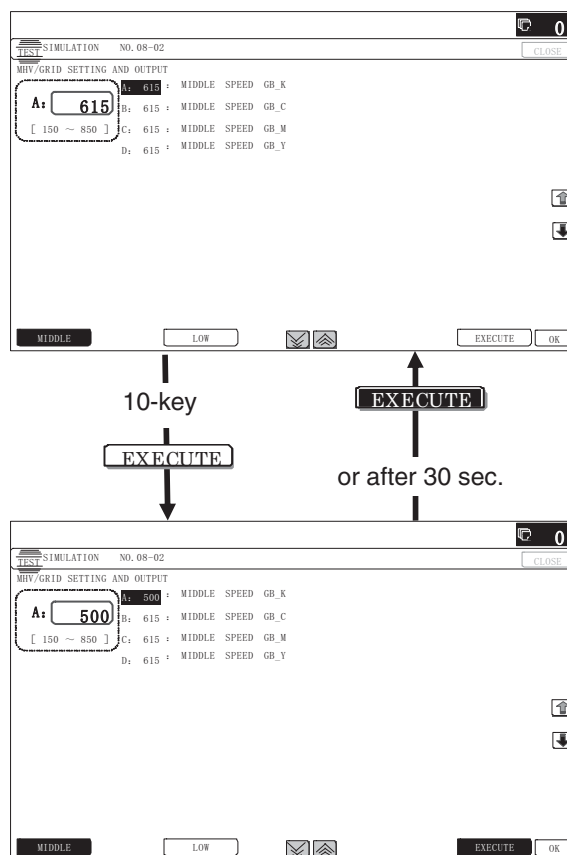 0
TEST SIMULATION NO.08-02
CLOSE
MHV/GRID SETTING AND OUTPUT
A: 615
[ 150 ～ 850 ]
A: 615 : MIDDLE SPEED GB_K
B: 615 : MIDDLE SPEED GB_C
C: 615 : MIDDLE SPEED GB_M
D: 615 : MIDDLE SPEED GB_Y
MIDDLE LOW EXECUTE OK
10-key
EXECUTE
EXECUTE
or after 30 sec.
0
TEST SIMULATION NO.08-02
CLOSE
MHV/GRID SETTING AND OUTPUT
A: 500
[ 150 ～ 850 ]
A: 500 : MIDDLE SPEED GB_K
B: 615 : MIDDLE SPEED GB_C
C: 615 : MIDDLE SPEED GB_M
D: 615 : MIDDLE SPEED GB_Y
MIDDLE LOW EXECUTE OK